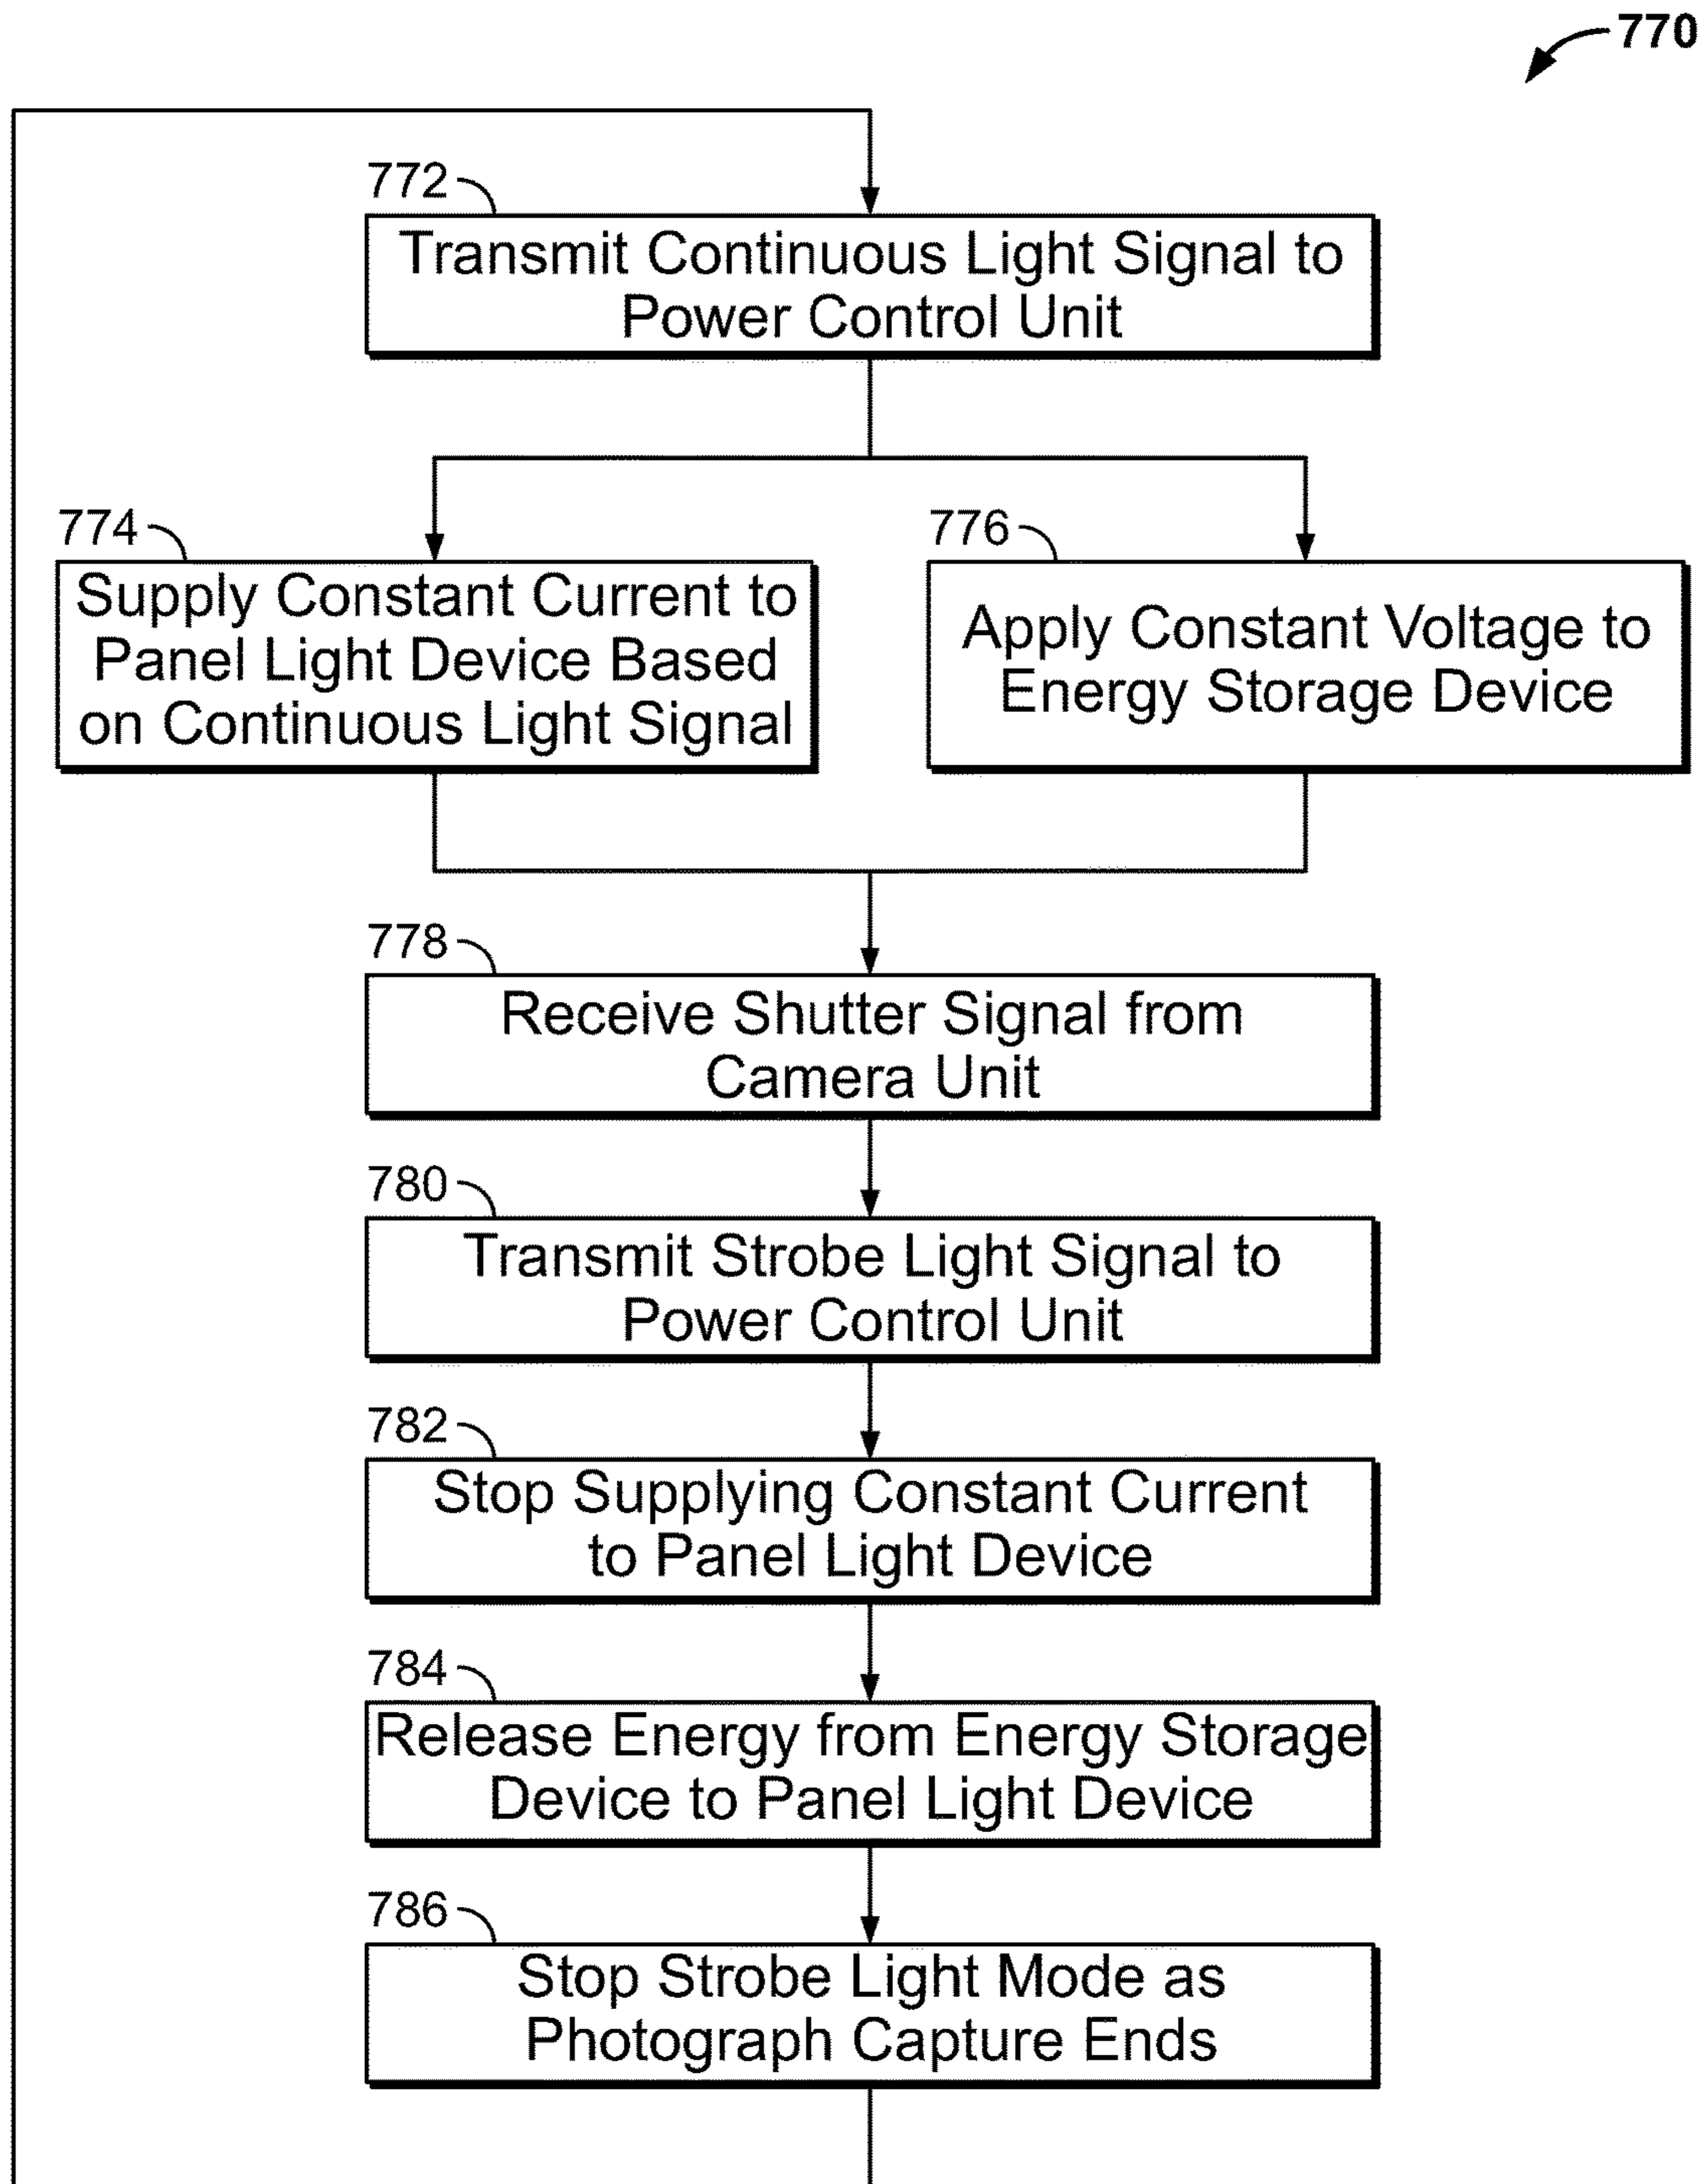 770
772
Transmit Continuous Light Signal to
Power Control Unit
774
Supply Constant Current to
Panel Light Device Based
on Continuous Light Signal
776
Apply Constant Voltage to
Energy Storage Device
778
Receive Shutter Signal from
Camera Unit
780
Transmit Strobe Light Signal to
Power Control Unit
782
Stop Supplying Constant Current
to Panel Light Device
784
Release Energy from Energy Storage
Device to Panel Light Device
786
Stop Strobe Light Mode as
Photograph Capture Ends